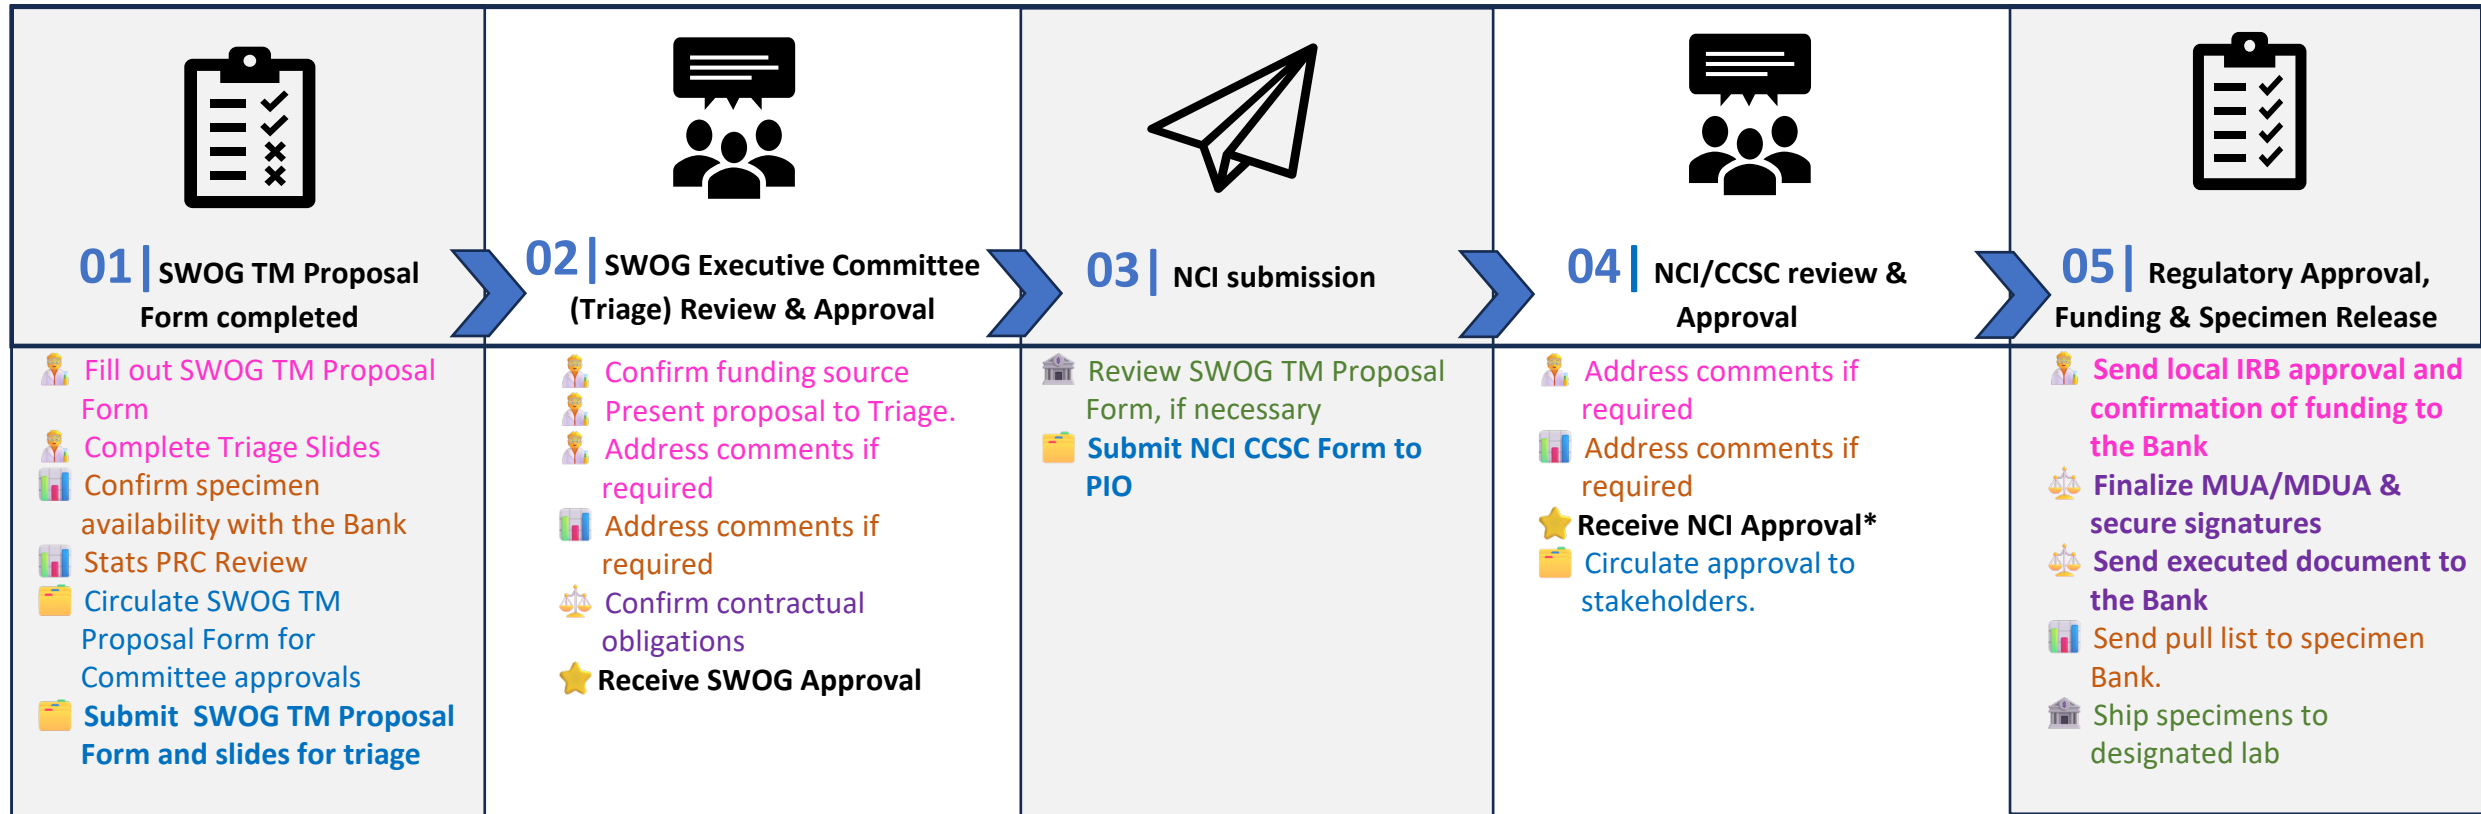 01 | SWOG TM Proposal
Form completed
02 | SWOG Executive Committee
(Triage) Review & Approval
03 | NCI submission
04 | NCI/CCSC review &
Approval
05 | Regulatory Approval,
Funding & Specimen Release
Fill out SWOG TM Proposal
Form
Complete Triage Slides
Confirm specimen
availability with the Bank
Stats PRC Review
Circulate SWOG TM
Proposal Form for
Committee approvals
Submit SWOG TM Proposal
Form and slides for triage
Confirm funding source
Present proposal to Triage.
Address comments if
required
Address comments if
required
Confirm contractual
obligations
Receive SWOG Approval
Review SWOG TM Proposal
Form, if necessary
Submit NCI CCSC Form to
PIO
Address comments if
required
Address comments if
required
Receive NCI Approval*
Circulate approval to
stakeholders.
Send local IRB approval and
confirmation of funding to
the Bank
Finalize MUA/MDUA &
secure signatures
Send executed document to
the Bank
Send pull list to specimen
Bank.
Ship specimens to
designated lab